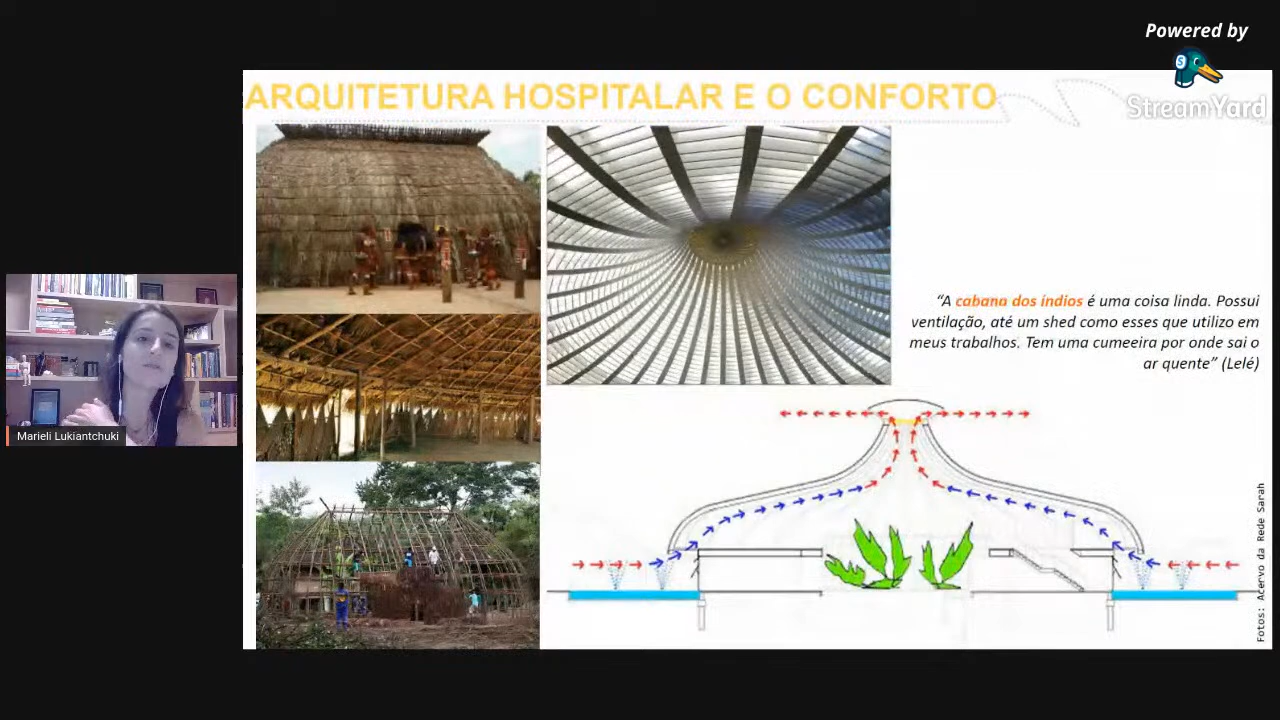 Powered by
StreamYard
ARQUITETURA HOSPITALAR E O CONFORTO
“A cabana dos índios é uma coisa linda. Possui
ventilação, até um shed como esses que utilizo em
meus trabalhos. Tem uma cumeeira por onde sai o
ar quente” (Lelé)
Marieli Lukiantchuki
Fotos: Acervo da Rede Sarah